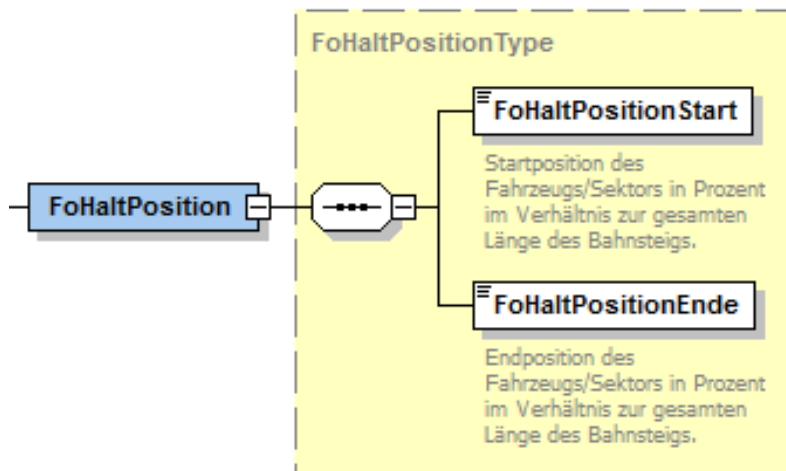 FoHaltPositionType
FoHaltPositionStart
Startposition des
Fahrzeugs/Sektors in Prozent
im Verhältnis zur gesamten
Länge des Bahnsteigs.
FoHaltPosition
FoHaltPositionEnde
Endposition des
Fahrzeugs/Sektors in Prozent
im Verhältnis zur gesamten
Länge des Bahnsteigs.